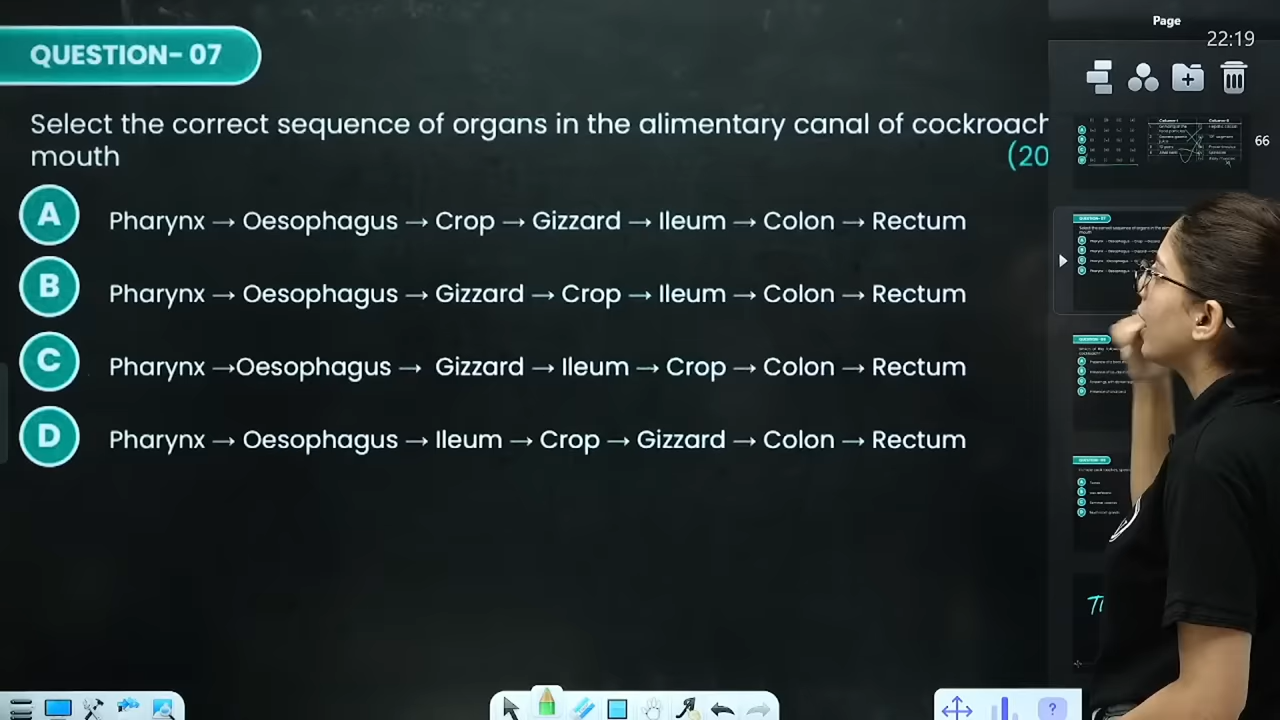 Page
22:19
QUESTION- 07
Select the correct sequence of organs in the alimentary canal of cockroach
mouth
(20
66
A
Pharynx → Oesophagus → Crop → Gizzard → Ileum → Colon → Rectum
B
Pharynx → Oesophagus → Gizzard → Crop → Ileum → Colon → Rectum
C
Pharynx →Oesophagus → Gizzard → Ileum → Crop → Colon → Rectum
D
Pharynx → Oesophagus → Ileum → Crop → Gizzard → Colon → Rectum